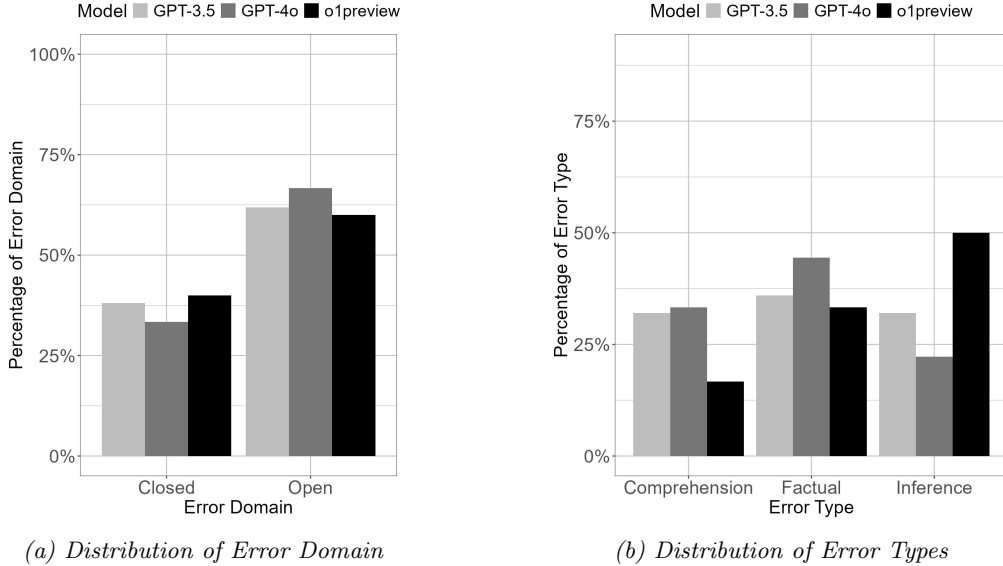 Model GPT-3.5 GPT-4o o1preview
100%
75%
50%
25%
0%
Percentage of Error Domain
Closed Open
Error Domain
(a) Distribution of Error Domain
Model GPT-3.5 GPT-4o o1preview
75%
50%
25%
0%
Percentage of Error Type
Comprehension Factual Inference
Error Type
(b) Distribution of Error Types